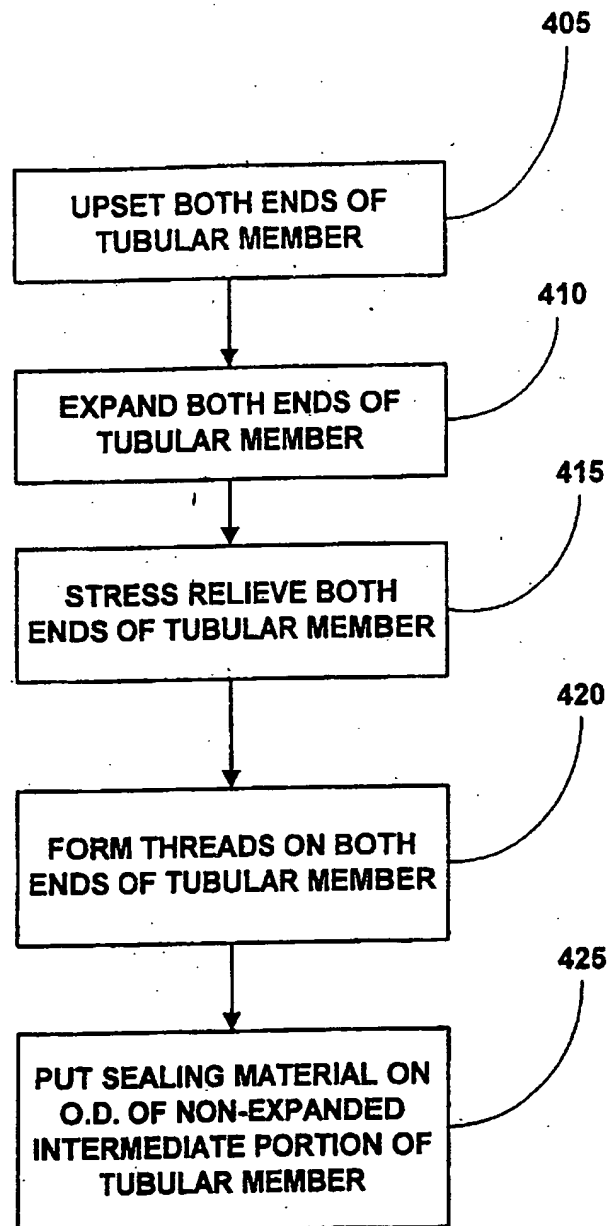 405
UPSET BOTH ENDS OF
TUBULAR MEMBER
410
EXPAND BOTH ENDS OF
TUBULAR MEMBER
415
STRESS RELIEVE BOTH
ENDS OF TUBULAR MEMBER
420
FORM THREADS ON BOTH
ENDS OF TUBULAR MEMBER
425
PUT SEALING MATERIAL ON
O.D. OF NON-EXPANDED
INTERMEDIATE PORTION OF
TUBULAR MEMBER